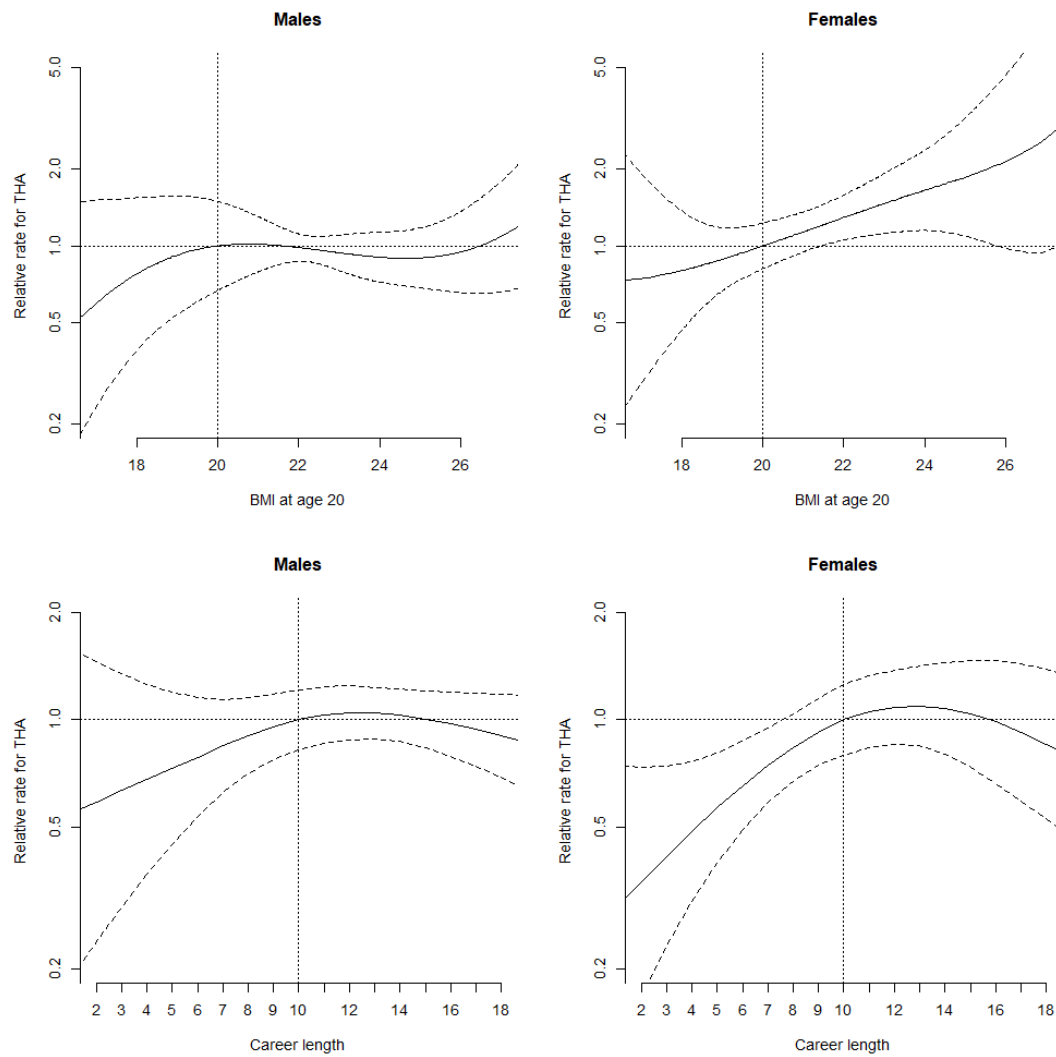 Males
Relative rate for THA
5.0
2.0
1.0
0.5
0.2
18 20 22 24 26
BMI at age 20
Females
Relative rate for THA
5.0
2.0
1.0
0.5
0.2
18 20 22 24 26
BMI at age 20
Males
Relative rate for THA
2.0
1.0
0.5
0.2
2 3 4 5 6 7 8 9 10 12 14 16 18
Career length
Females
Relative rate for THA
2.0
1.0
0.5
0.2
2 3 4 5 6 7 8 9 10 12 14 16 18
Career length